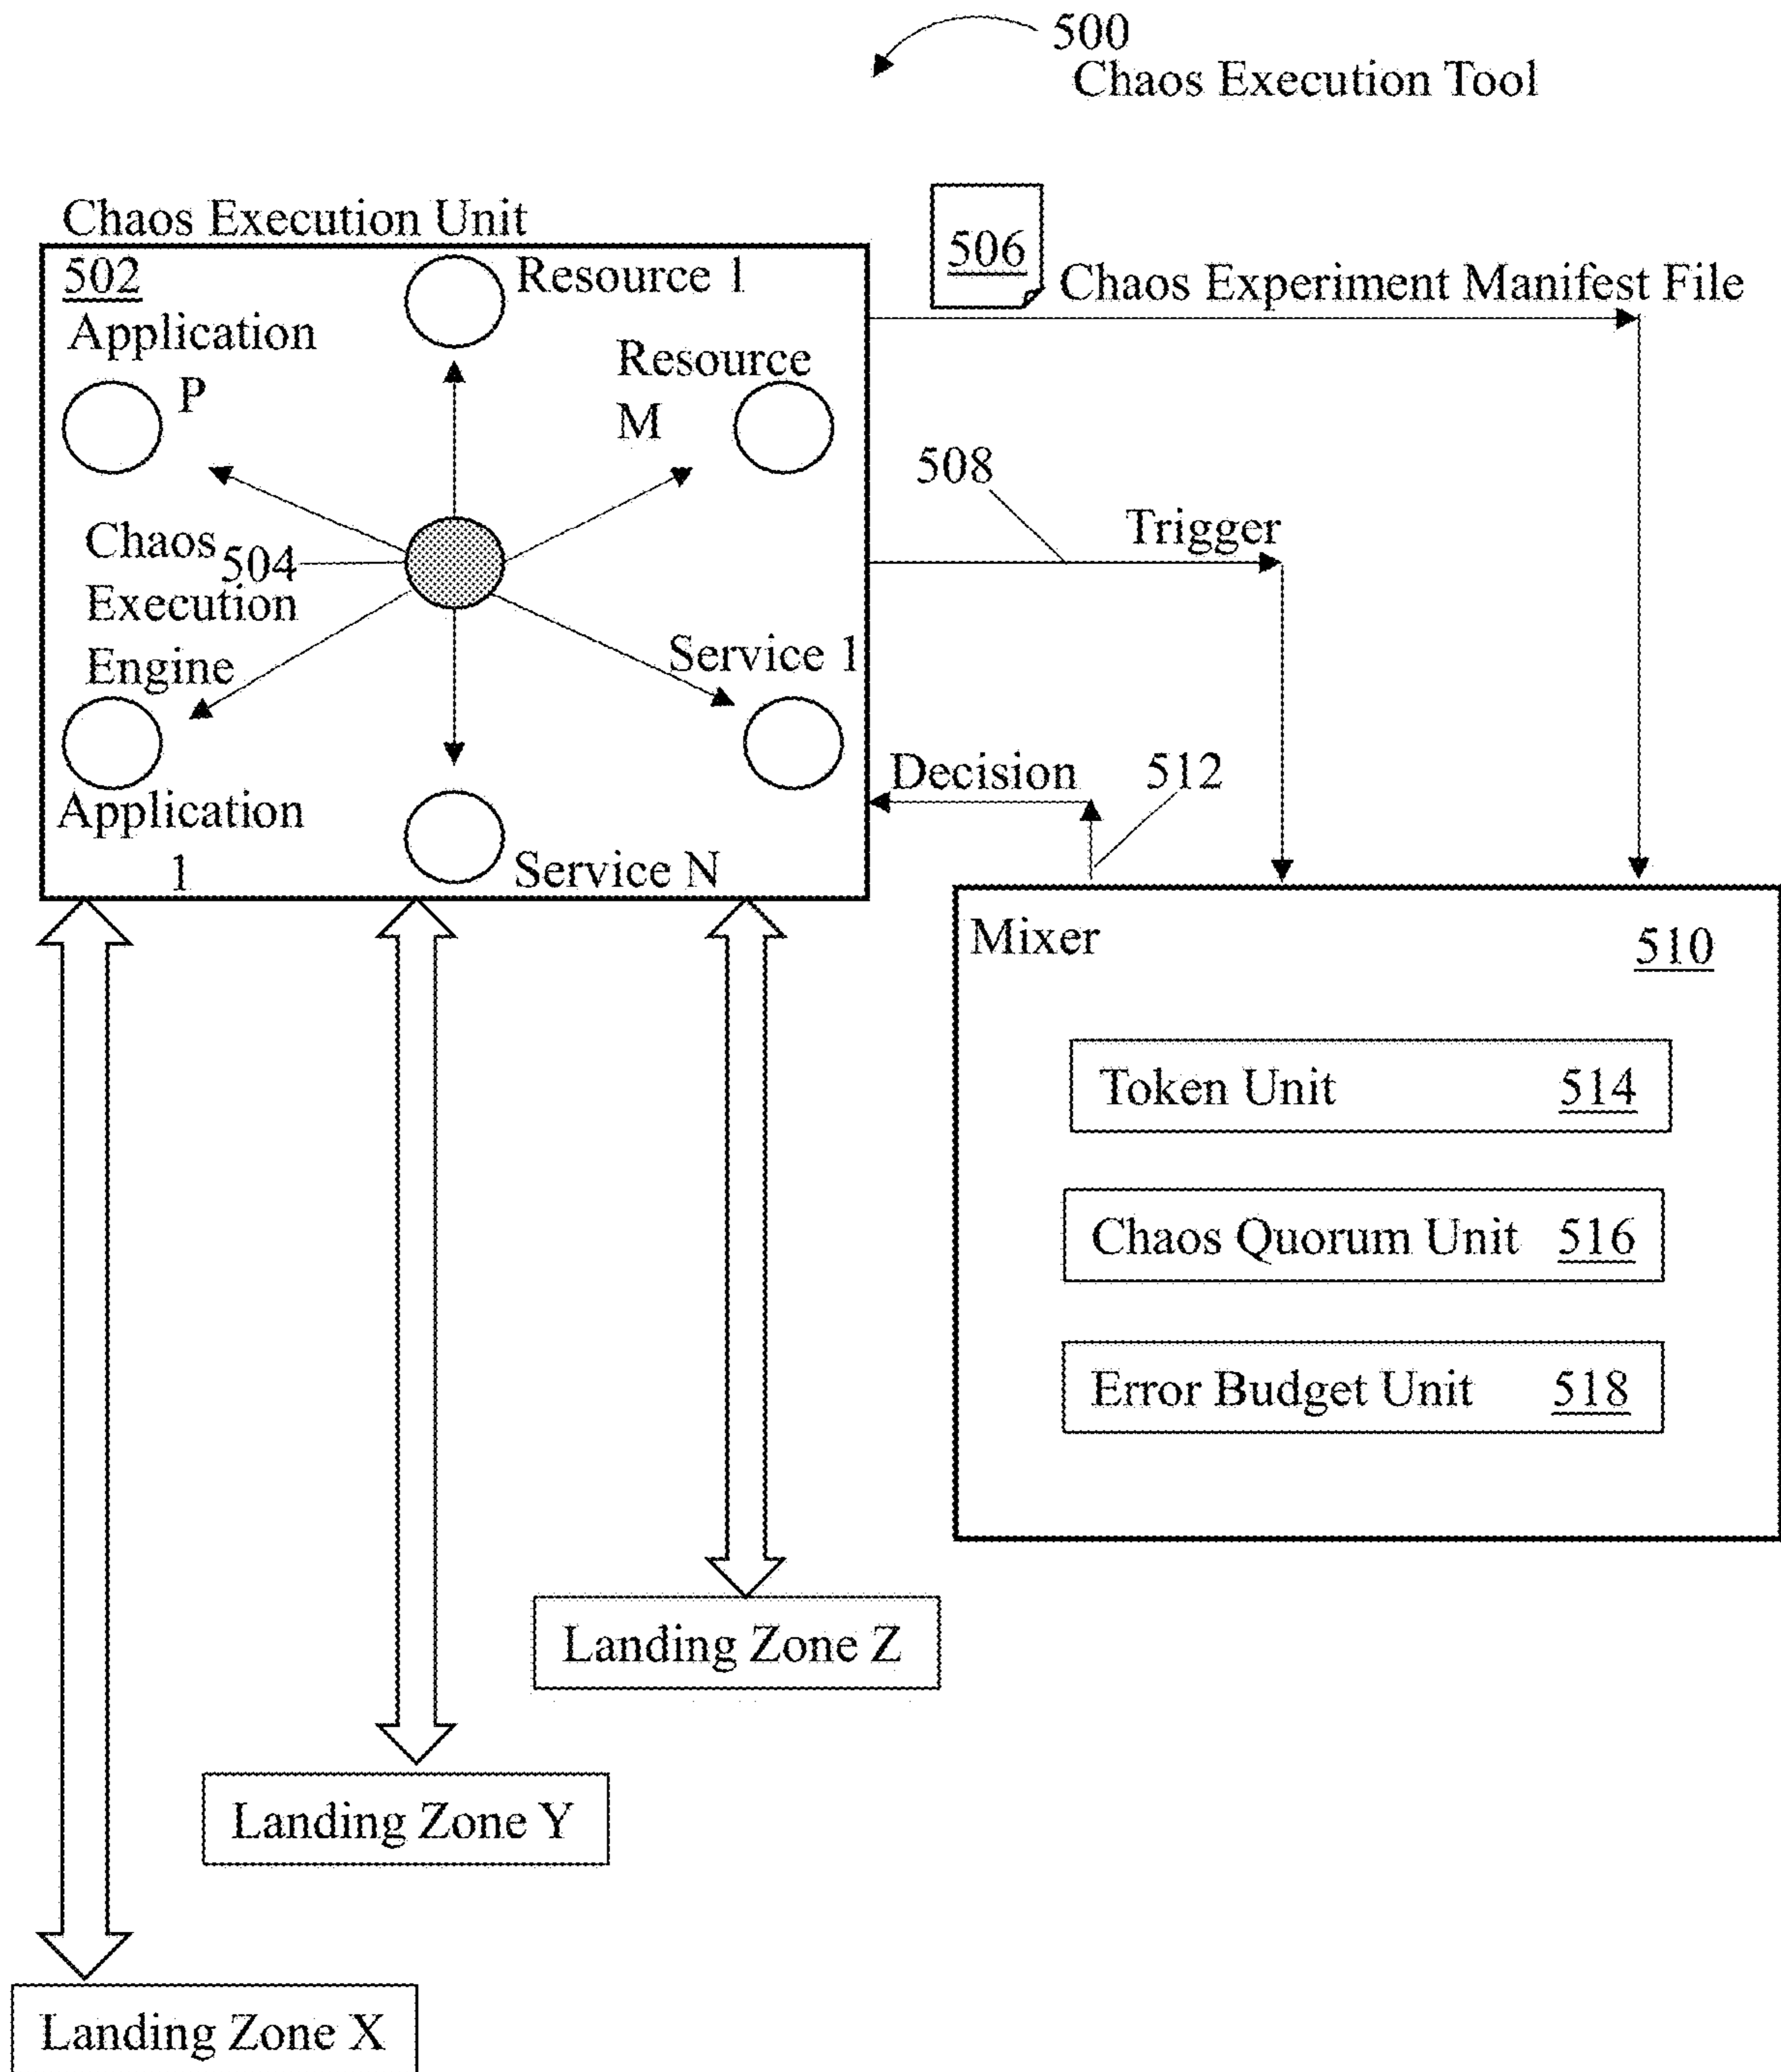 500
Chaos Execution Tool
Chaos Execution Unit
502
Resource 1
506
Chaos Experiment Manifest File
Application
P
Resource
M
508
Trigger
Chaos
504
Execution
Engine
Service 1
Decision
512
Application
1
Service N
Mixer
510
Token Unit 514
Chaos Quorum Unit 516
Error Budget Unit 518
Landing Zone Z
Landing Zone Y
Landing Zone X